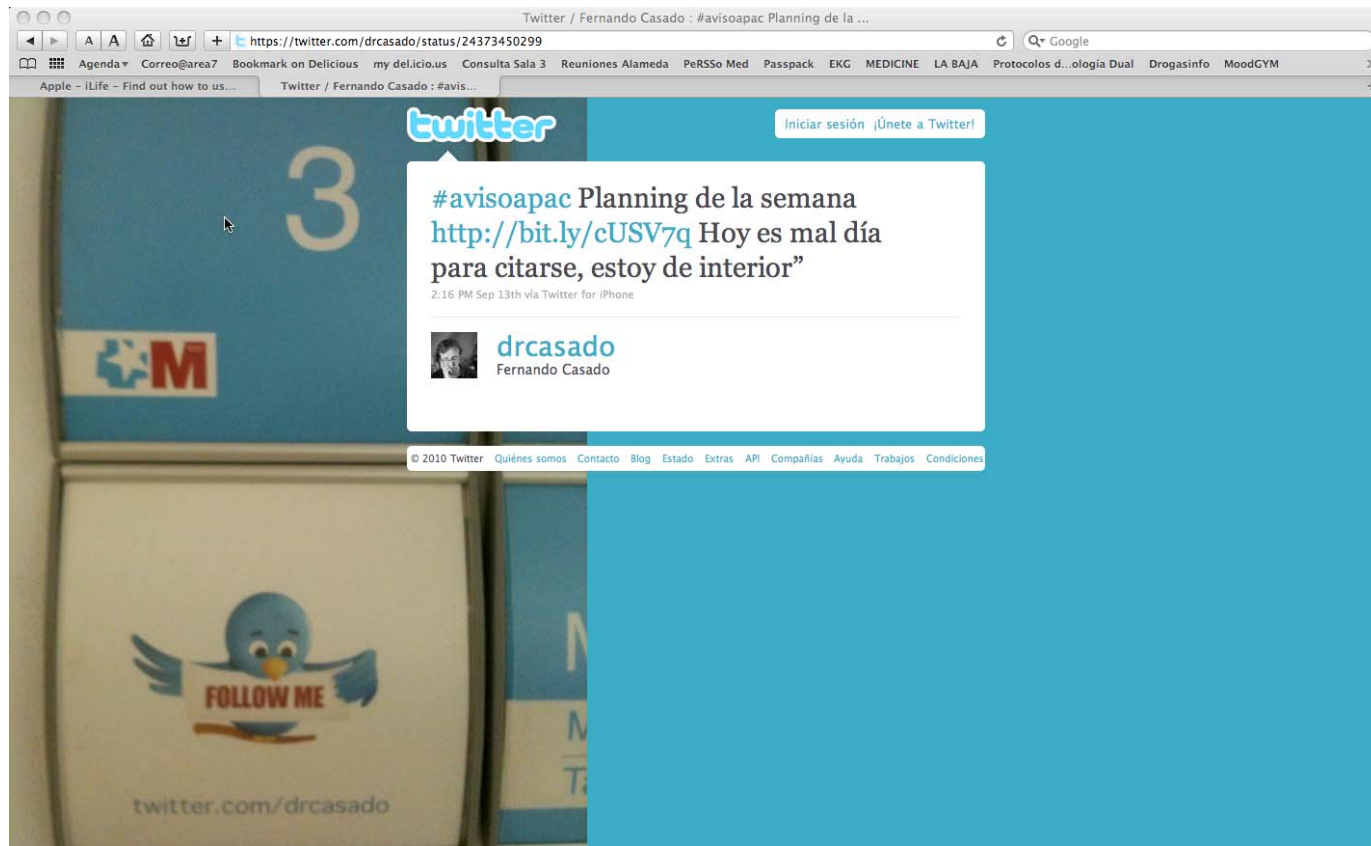 Twitter / Fernando Casado : #avisoapac Planning de la ...
A A + https://twitter.com/drcasado/status/24373450299 Q Google
Agenda Correo@area7 Bookmark on Delicious my del.icio.us Consulta Sala 3 Reuniones Alameda PeRSSo Med Passpack EKG MEDICINE LA BAJA Protocolos d...ología Dual Drogasinfo MoodGYM
Apple – iLife – Find out how to us... Twitter / Fernando Casado : #avis...
twitter
Iniciar sesión ¡Únete a Twitter!
3
#avisoapac Planning de la semana
http://bit.ly/cUSV7q Hoy es mal día
para citarse, estoy de interior”
2:16 PM Sep 13th vía Twitter for iPhone
M
drcasado
Fernando Casado
© 2010 Twitter Quiénes somos Contacto Blog Estado Extras API Compañías Ayuda Trabajos Condiciones
FOLLOW ME
twitter.com/drcasado